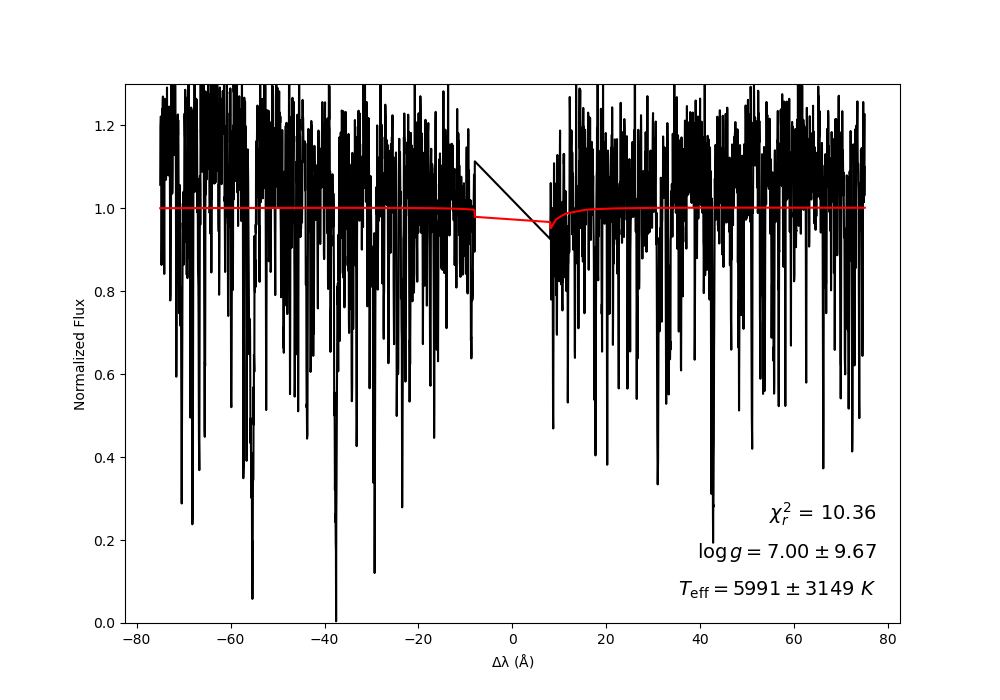 1.2
1.0
0.8
0.6
0.4
0.2
0.0
Normalized Flux
χ²ᵣ = 10.36
log g = 7.00 ± 9.67
T_eff = 5991 ± 3149 K
−80 −60 −40 −20 0 20 40 60 80
Δλ (Å)